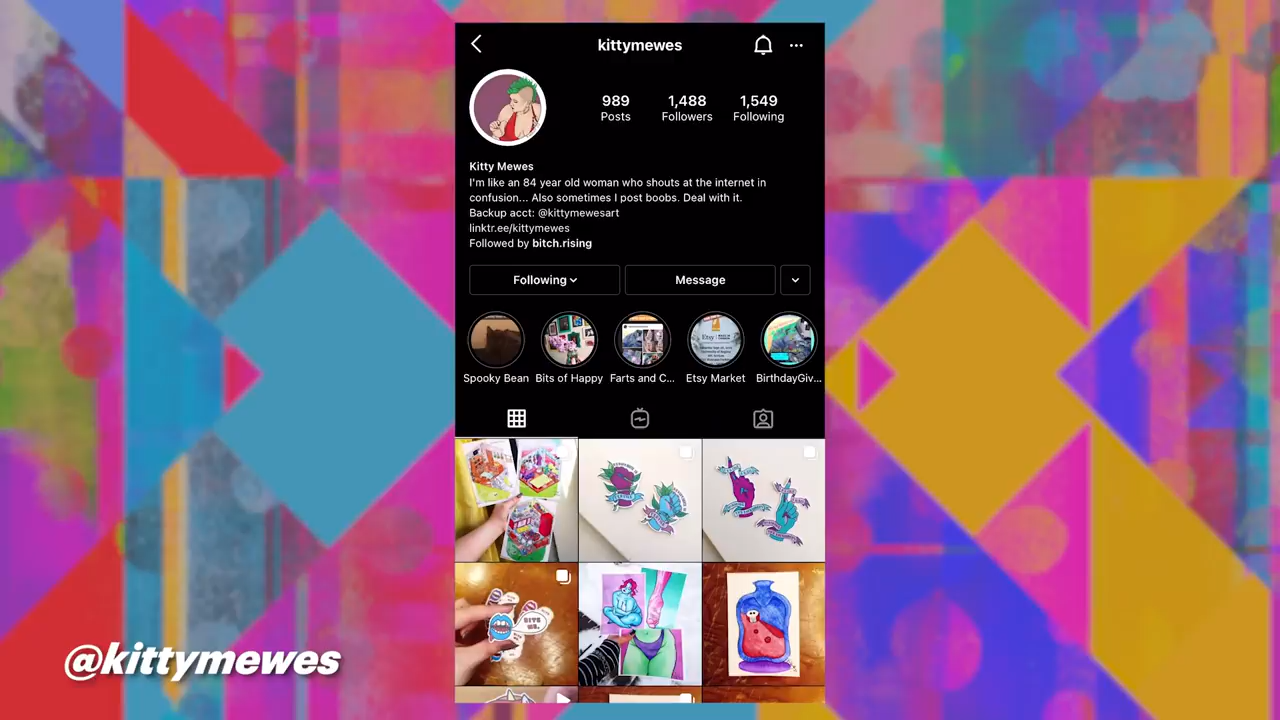 kittymewes
989
Posts
1,488
Followers
1,549
Following
Kitty Mewes
I'm like an 84 year old woman who shouts at the internet in
confusion... Also sometimes I post boobs. Deal with it.
Backup acct: @kittymewesart
linktr.ee/kittymewes
Followed by bitch.rising
Following
Message
Spooky Bean
Bits of Happy
Farts and C...
Etsy Market
BirthdayGiv...
BITE
ME.
@kittymewes